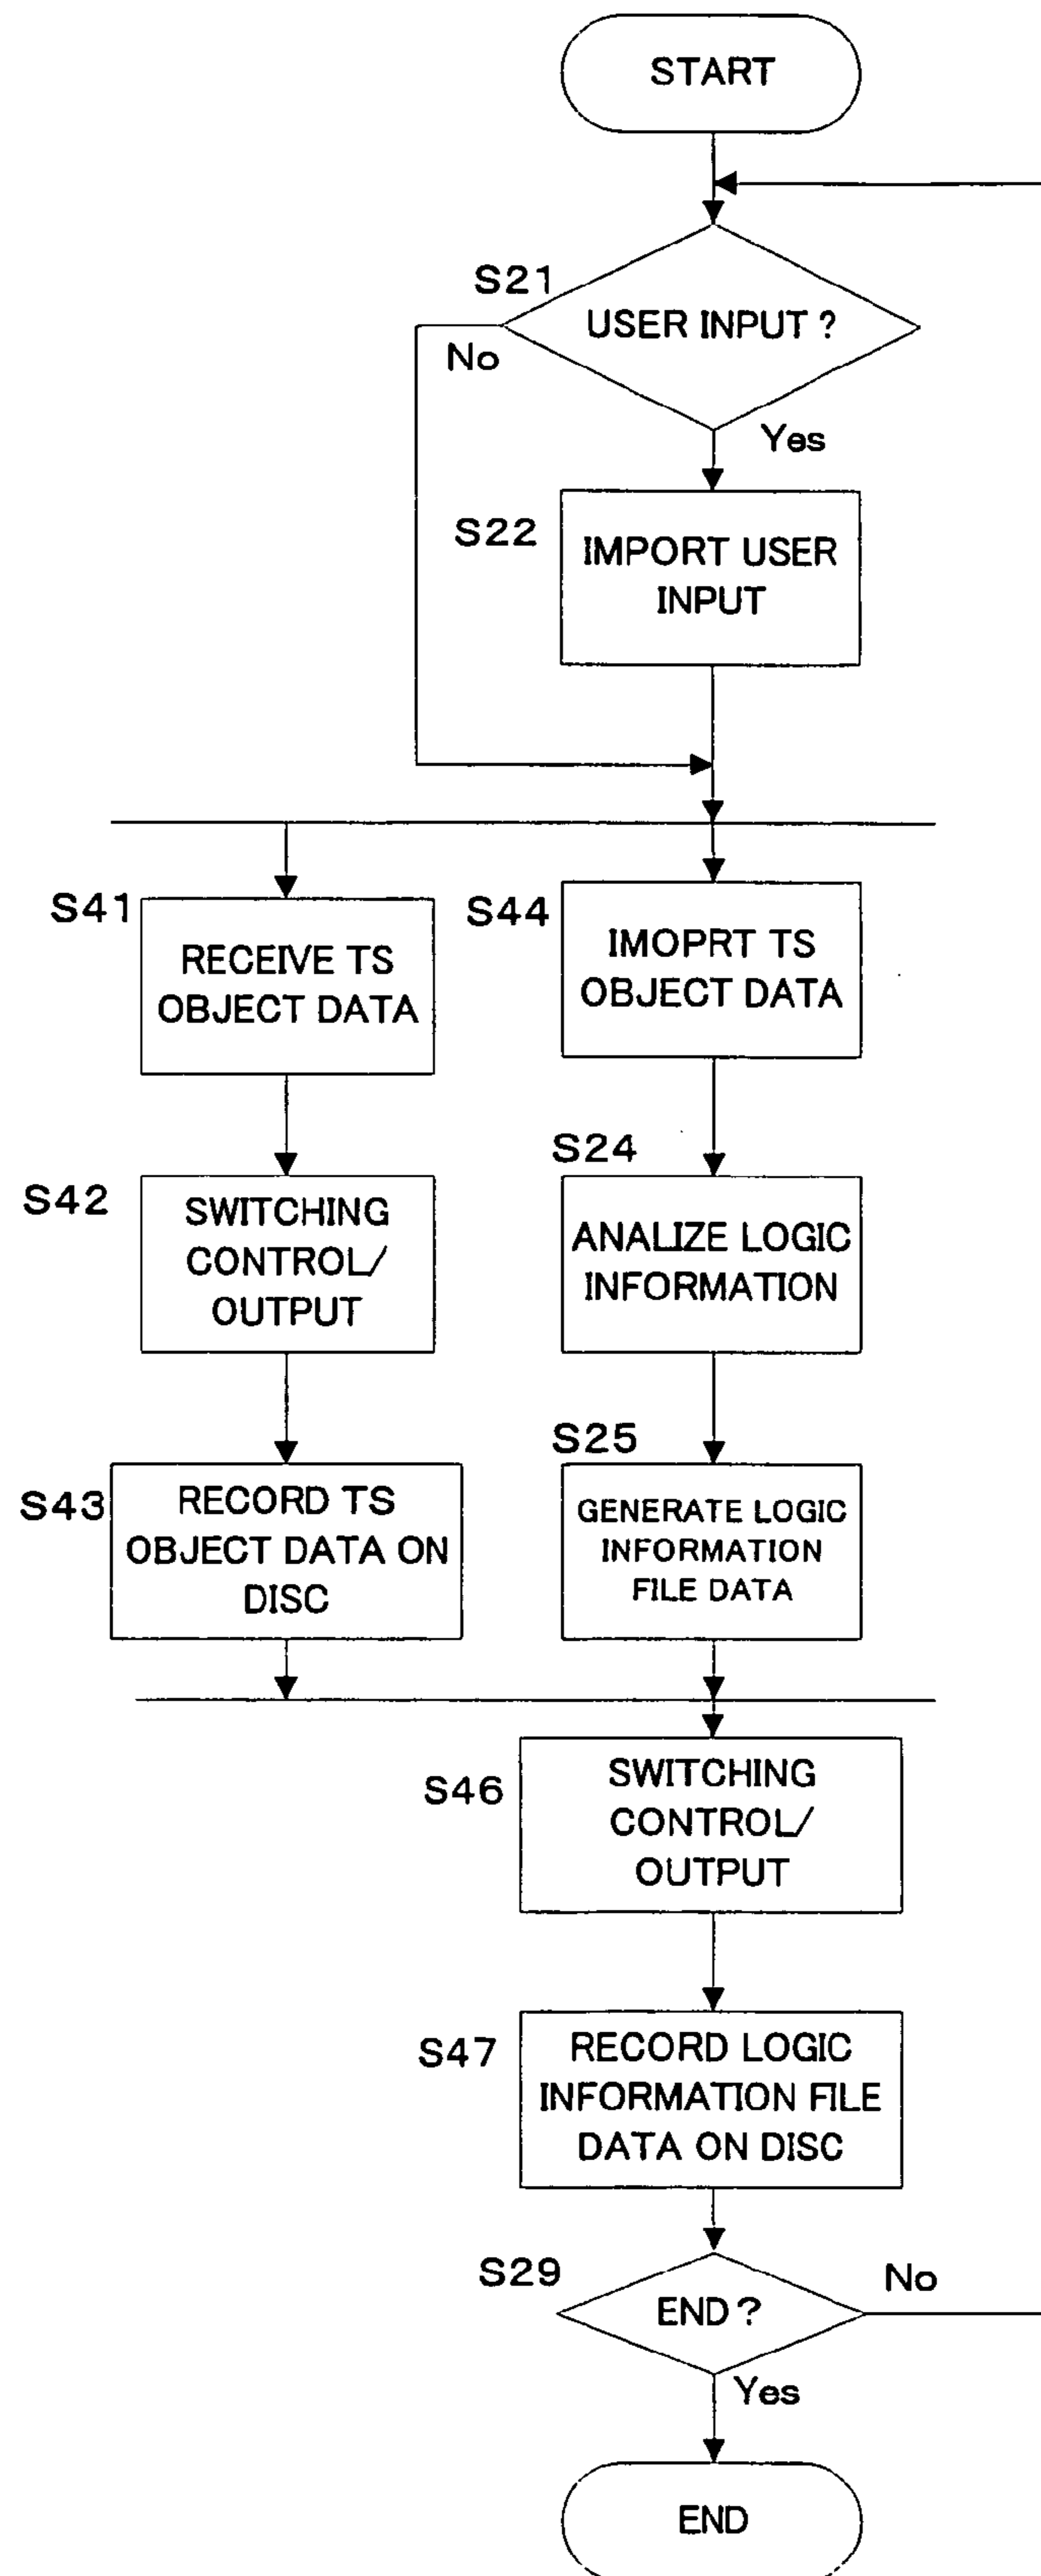 START
S21
USER INPUT ?
No
Yes
S22
IMPORT USER
INPUT
S41
RECEIVE TS
OBJECT DATA
S44
IMOPRT TS
OBJECT DATA
S42
SWITCHING
CONTROL/
OUTPUT
S24
ANALIZE LOGIC
INFORMATION
S43
RECORD TS
OBJECT DATA ON
DISC
S25
GENERATE LOGIC
INFORMATION
FILE DATA
S46
SWITCHING
CONTROL/
OUTPUT
S47
RECORD LOGIC
INFORMATION FILE
DATA ON DISC
S29
END ?
No
Yes
END